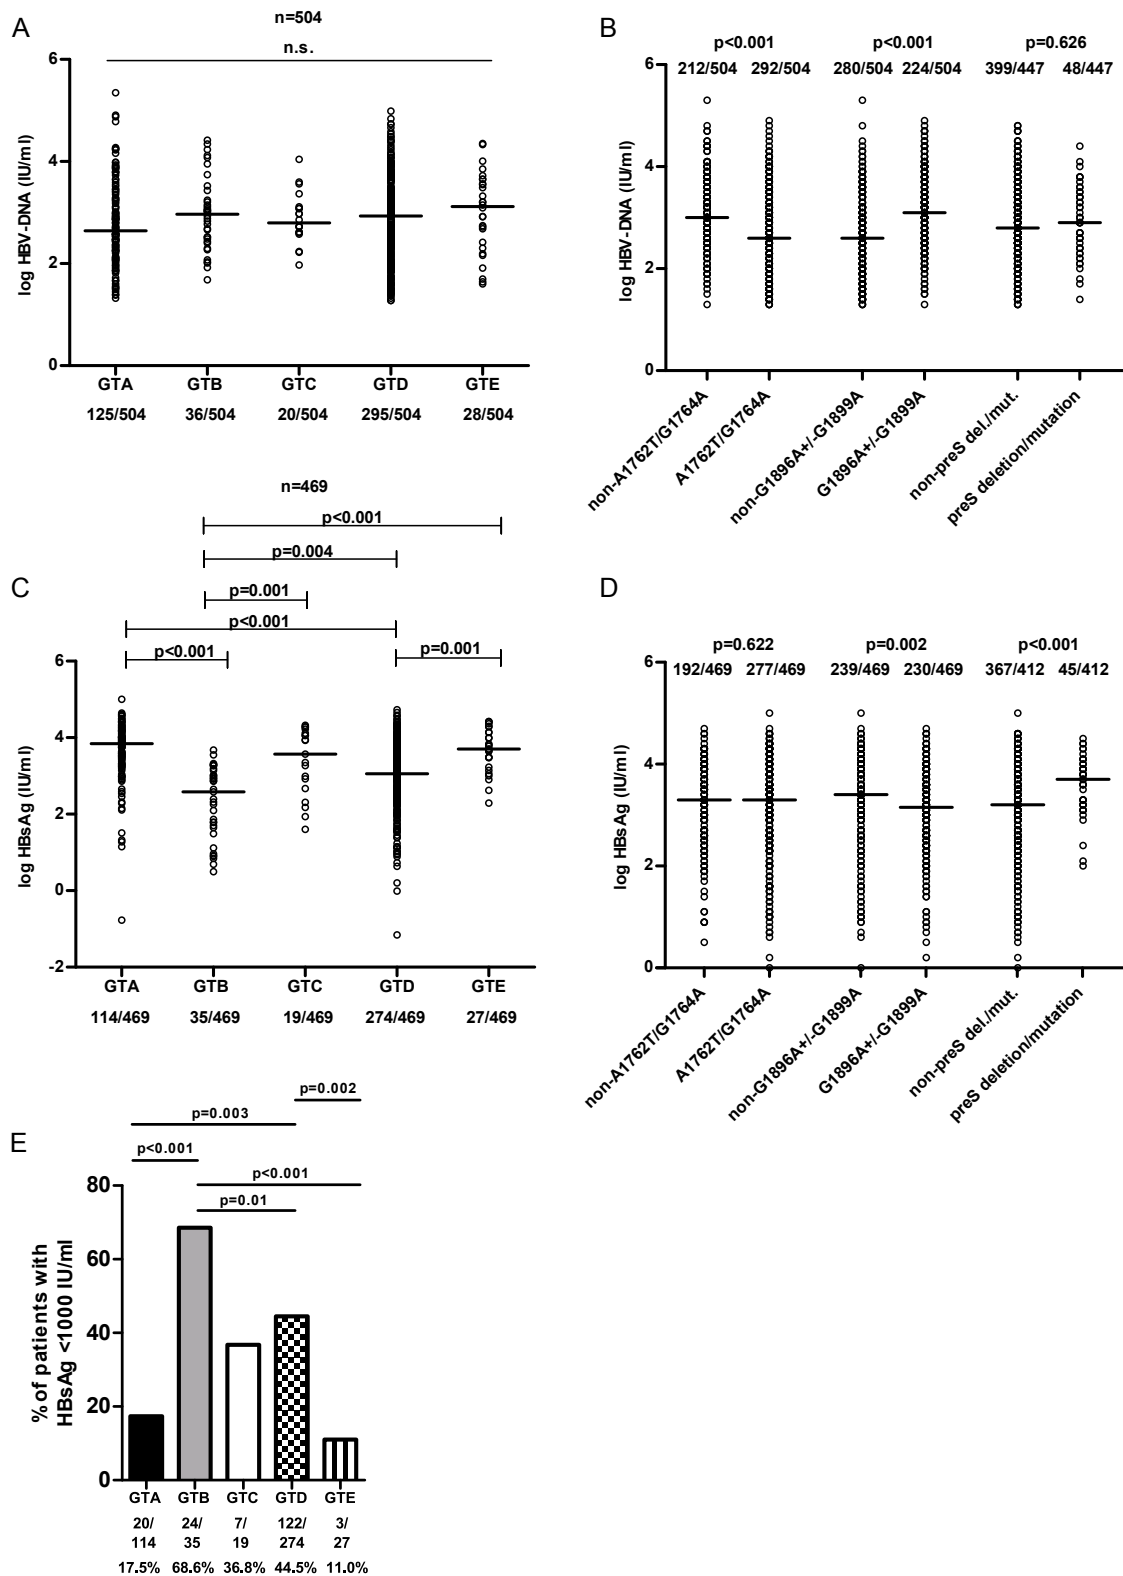 A
n=504
n.s.
log HBV-DNA (IU/ml)
6
4
2
0
GTA GTB GTC GTD GTE
125/504 36/504 20/504 295/504 28/504
B
p<0.001 p<0.001 p=0.626
212/504 292/504 280/504 224/504 399/447 48/447
log HBV-DNA (IU/ml)
6
4
2
0
non-A1762T/G1764A
A1762T/G1764A
non-G1896A+/-G1899A
G1896A+/-G1899A
non-preS del./mut.
preS deletion/mutation
C
n=469
p<0.001
p=0.004
p=0.001
p<0.001
p<0.001 p=0.001
log HBsAg (IU/ml)
6
4
2
0
-2
GTA GTB GTC GTD GTE
114/469 35/469 19/469 274/469 27/469
D
p=0.622 p=0.002 p<0.001
192/469 277/469 239/469 230/469 367/412 45/412
log HBsAg (IU/ml)
6
4
2
0
non-A1762T/G1764A
A1762T/G1764A
non-G1896A+/-G1899A
G1896A+/-G1899A
non-preS del./mut.
preS deletion/mutation
E
p=0.002
p=0.003
p<0.001
p<0.001
p=0.01
% of patients with
HBsAg <1000 IU/ml
80
60
40
20
0
GTA GTB GTC GTD GTE
20/ 24/ 7/ 122/ 3/
114 35 19 274 27
17.5% 68.6% 36.8% 44.5% 11.0%